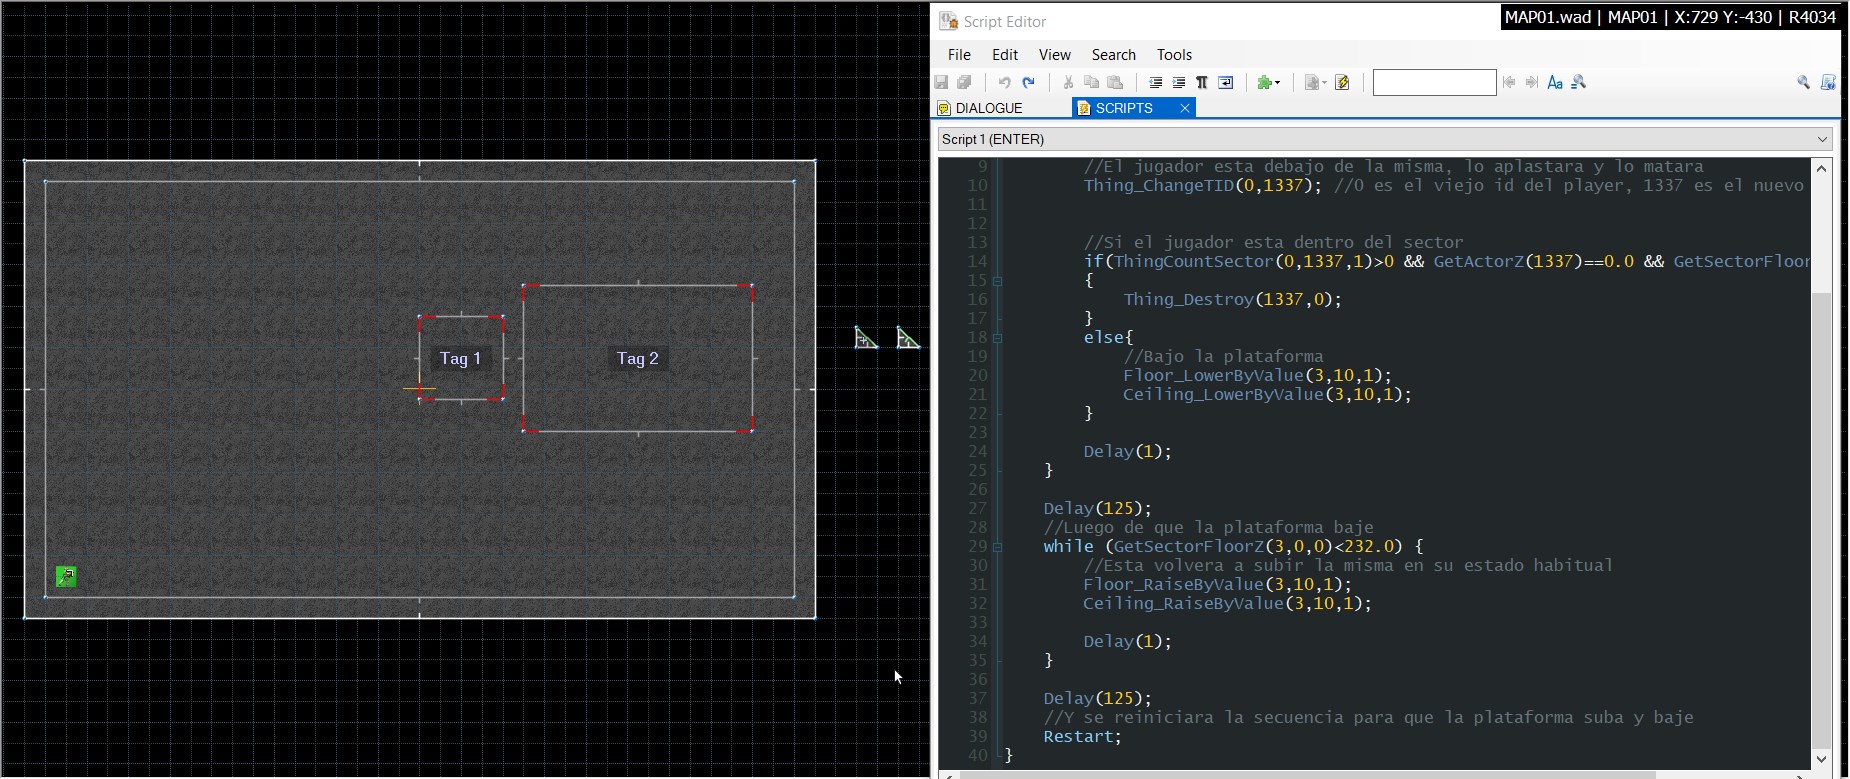 Script Editor
MAP01.wad | MAP01 | X:729 Y:-430 | R4034
File Edit View Search Tools
DIALOGUE SCRIPTS
Script 1 (ENTER)
9 //El jugador esta debajo de la misma, lo aplastara y lo matara
10 Thing_ChangeTID(0,1337); //0 es el viejo id del player, 1337 es el nuevo
11
12
13 //Si el jugador esta dentro del sector
14 if(ThingCountSector(0,1337,1)>0 && GetActorZ(1337)==0.0 && GetSectorFloor
15 {
16 Thing_Destroy(1337,0);
17 }
18 else{
19 //Bajo la plataforma
20 Floor_LowerByValue(3,10,1);
21 Ceiling_LowerByValue(3,10,1);
22 }
23
24 Delay(1);
25 }
26
27 Delay(125);
28 //Luego de que la plataforma baje
29 while (GetSectorFloorZ(3,0,0)<232.0) {
30 //Esta volvera a subir la misma en su estado habitual
31 Floor_RaiseByValue(3,10,1);
32 Ceiling_RaiseByValue(3,10,1);
33
34 Delay(1);
35 }
36
37 Delay(125);
38 //Y se reiniciara la secuencia para que la plataforma suba y baje
39 Restart;
40 }
Tag 1
Tag 2